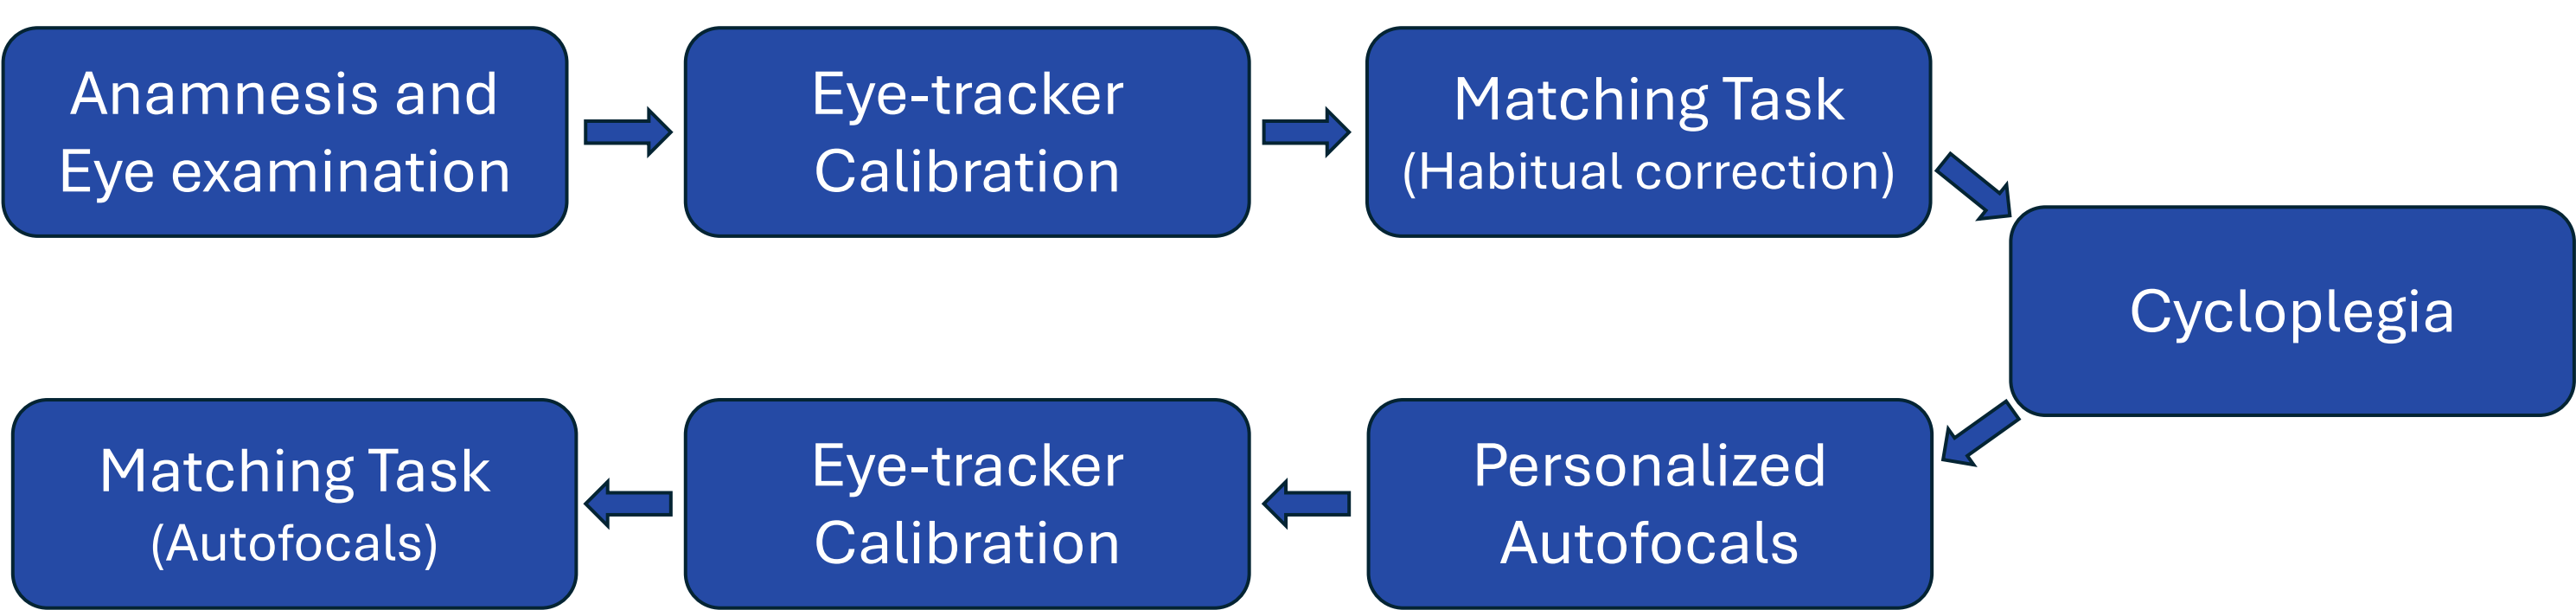 Anamnesis and
Eye examination
Eye-tracker
Calibration
Matching Task
(Habitual correction)
Cycloplegia
Personalized
Autofocals
Eye-tracker
Calibration
Matching Task
(Autofocals)